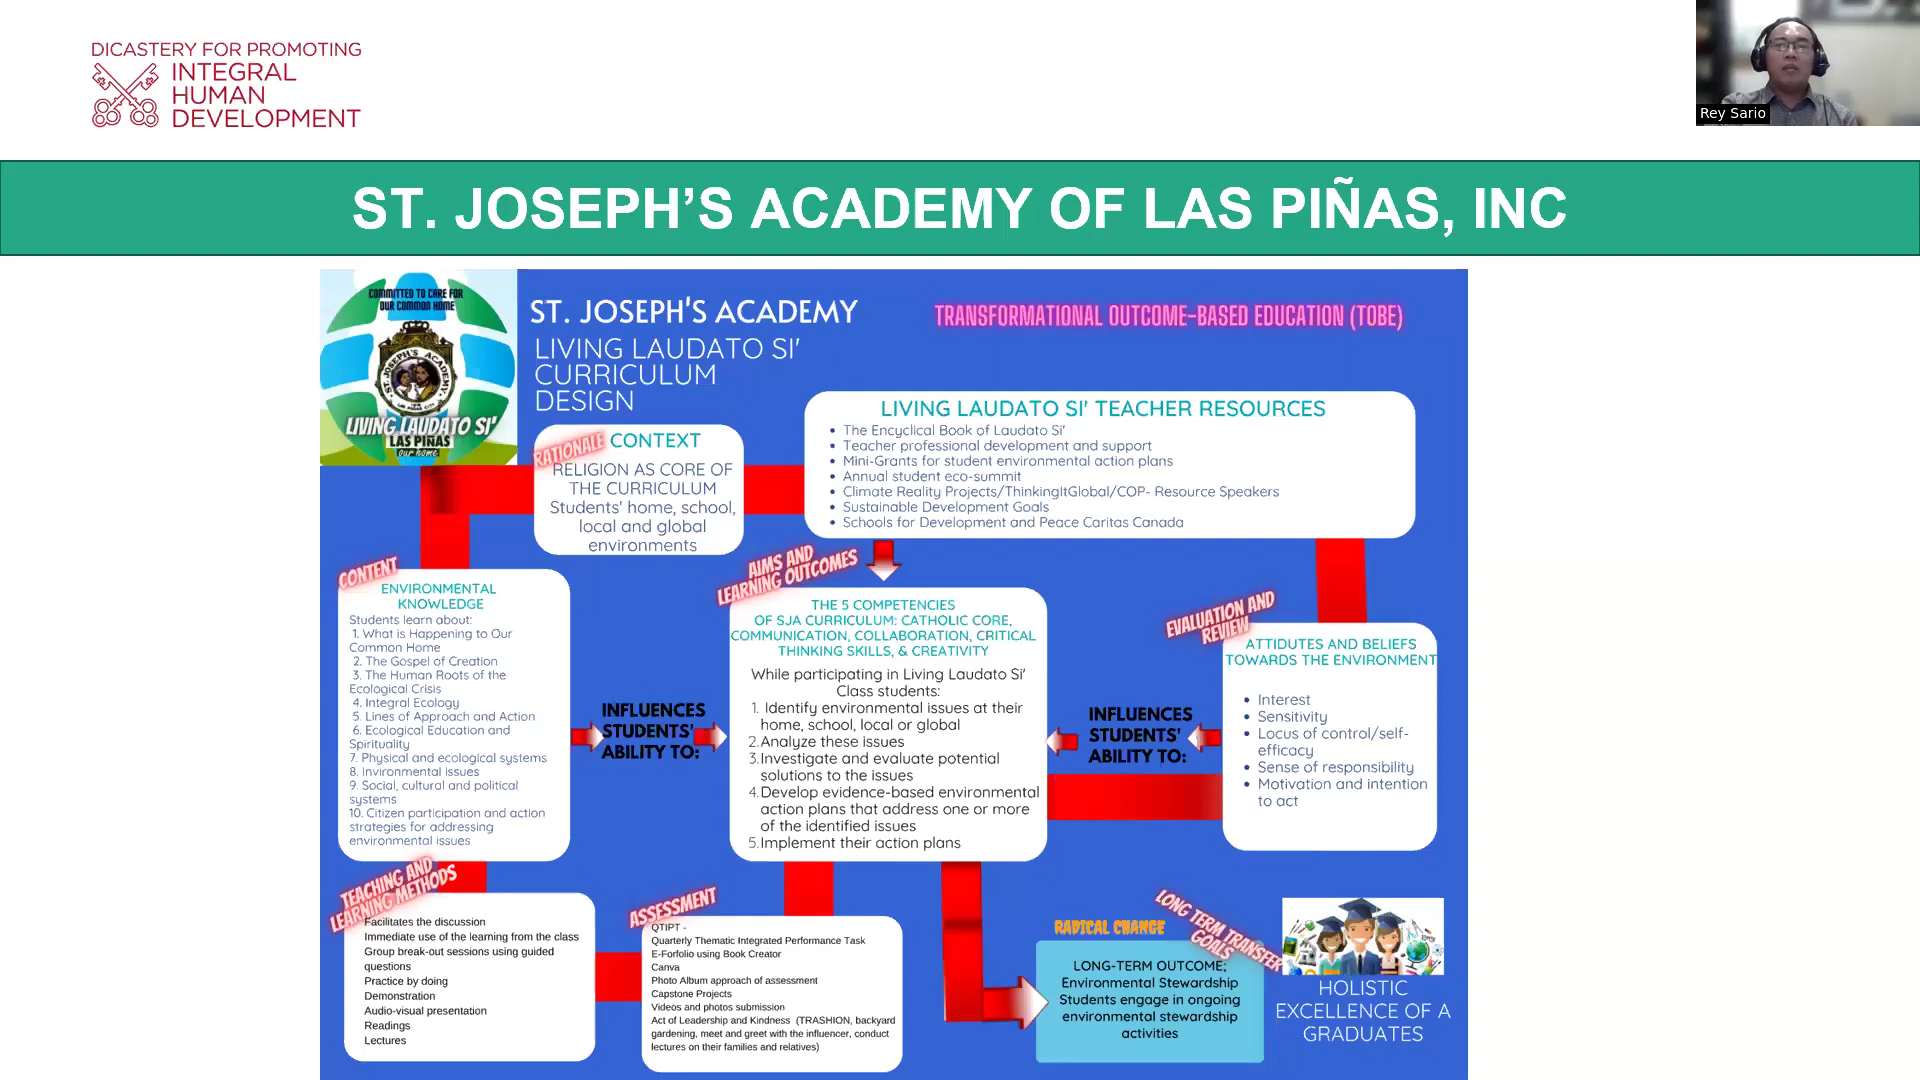 DICASTERY FOR PROMOTING
INTEGRAL
HUMAN
DEVELOPMENT
Rey Sario
ST. JOSEPH’S ACADEMY OF LAS PIÑAS, INC
COMMITTED TO CARE FOR
OUR COMMON HOME
ST. JOSEPH'S ACADEMY
LAS PIÑAS CITY
LIVING LAUDATO SI'
LAS PIÑAS
our home
ST. JOSEPH'S ACADEMY
LIVING LAUDATO SI'
CURRICULUM
DESIGN
TRANSFORMATIONAL OUTCOME-BASED EDUCATION (TOBE)
RATIONALE
CONTEXT
RELIGION AS CORE OF
THE CURRICULUM
Students' home, school,
local and global
environments
LIVING LAUDATO SI' TEACHER RESOURCES
• The Encyclical Book of Laudato Si'
• Teacher professional development and support
• Mini-Grants for student environmental action plans
• Annual student eco-summit
• Climate Reality Projects/ThinkingItGlobal/COP- Resource Speakers
• Sustainable Development Goals
• Schools for Development and Peace Caritas Canada
CONTENT
ENVIRONMENTAL
KNOWLEDGE
Students learn about:
1. What is Happening to Our
Common Home
2. The Gospel of Creation
3. The Human Roots of the
Ecological Crisis
4. Integral Ecology
5. Lines of Approach and Action
6. Ecological Education and
Spirituality
7. Physical and ecological systems
8. Invironmental issues
9. Social, cultural and political
systems
10. Citizen participation and action
strategies for addressing
environmental issues
INFLUENCES
STUDENTS'
ABILITY TO:
AIMS AND
LEARNING OUTCOMES
THE 5 COMPETENCIES
OF SJA CURRICULUM: CATHOLIC CORE,
COMMUNICATION, COLLABORATION, CRITICAL
THINKING SKILLS, & CREATIVITY
While participating in Living Laudato Si'
Class students:
1. Identify environmental issues at their
home, school, local or global
2. Analyze these issues
3. Investigate and evaluate potential
solutions to the issues
4. Develop evidence-based environmental
action plans that address one or more
of the identified issues
5. Implement their action plans
INFLUENCES
STUDENTS'
ABILITY TO:
EVALUATION AND
REVIEW
ATTIDUTES AND BELIEFS
TOWARDS THE ENVIRONMENT
• Interest
• Sensitivity
• Locus of control/self-
efficacy
• Sense of responsibility
• Motivation and intention
to act
TEACHING AND
LEARNING METHODS
Facilitates the discussion
Immediate use of the learning from the class
Group break-out sessions using guided
questions
Practice by doing
Demonstration
Audio-visual presentation
Readings
Lectures
ASSESSMENT
QTIPT -
Quarterly Thematic Integrated Performance Task
E-Forfolio using Book Creator
Canva
Photo Album approach of assessment
Capstone Projects
Videos and photos submission
Act of Leadership and Kindness (TRASHION, backyard
gardening, meet and greet with the influencer, conduct
lectures on their families and relatives)
RADICAL CHANGE
LONG TERM TRANSFER
GOALS
LONG-TERM OUTCOME;
Environmental Stewardship
Students engage in ongoing
environmental stewardship
activities
HOLISTIC
EXCELLENCE OF A
GRADUATES